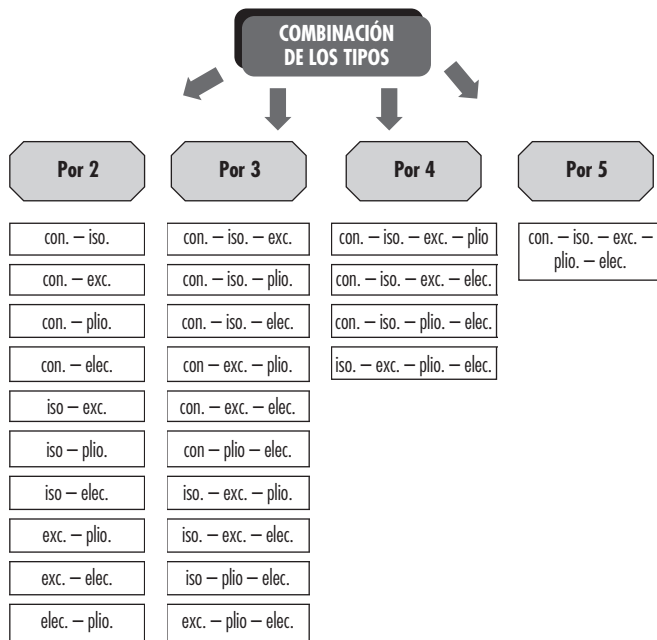 COMBINACIÓN
DE LOS TIPOS
Por 2
con. – iso.
con. – exc.
con. – plio.
con. – elec.
iso – exc.
iso – plio.
iso – elec.
exc. – plio.
exc. – elec.
elec. – plio.
Por 3
con. – iso. – exc.
con. – iso. – plio.
con. – iso. – elec.
con – exc. – plio.
con. – exc. – elec.
con – plio – elec.
iso. – exc. – plio.
iso. – exc. – elec.
iso – plio – elec.
exc. – plio – elec.
Por 4
con. – iso. – exc. – plio
con. – iso. – exc. – elec.
con. – iso. – plio. – elec.
iso. – exc. – plio. – elec.
Por 5
con. – iso. – exc. –
plio. – elec.